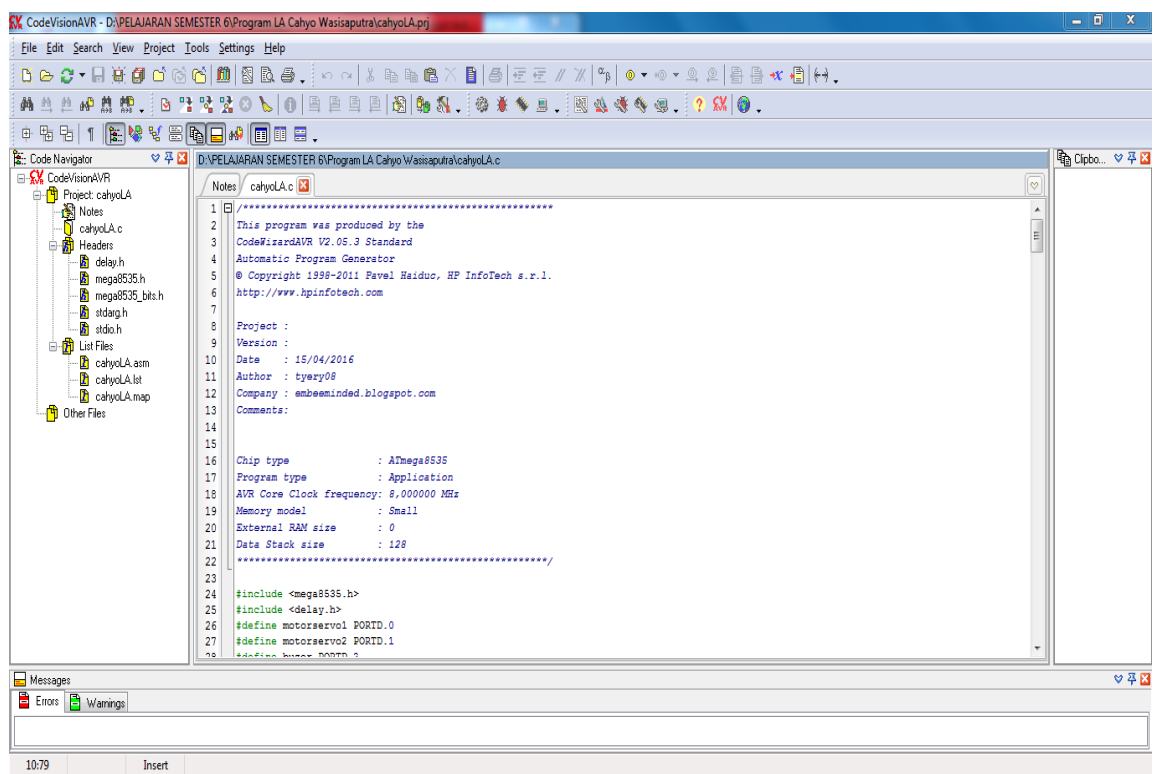 CodeVisionAVR - D:\PELAJARAN SEMESTER 6\Program LA Cahyo Wasisaputra\cahyoLA.prj
File Edit Search View Project Tools Settings Help
Code Navigator
CodeVisionAVR
Project: cahyoLA
Notes
cahyoLA.c
Headers
delay.h
mega8535.h
mega8535_bits.h
stdarg.h
stdio.h
List Files
cahyoLA.asm
cahyoLA.lst
cahyoLA.map
Other Files
D:\PELAJARAN SEMESTER 6\Program LA Cahyo Wasisaputra\cahyoLA.c
Notes cahyoLA.c
1 /*****************************************************
2 This program was produced by the
3 CodeWizardAVR V2.05.3 Standard
4 Automatic Program Generator
5 © Copyright 1998-2011 Pavel Haiduc, HP InfoTech s.r.l.
6 http://www.hpinfotech.com
7
8 Project :
9 Version :
10 Date    : 15/04/2016
11 Author  : tyery08
12 Company : embeeminded.blogspot.com
13 Comments:
14
15
16 Chip type               : ATmega8535
17 Program type            : Application
18 AVR Core Clock frequency: 8,000000 MHz
19 Memory model            : Small
20 External RAM size       : 0
21 Data Stack size         : 128
22 *****************************************************/
23
24 #include <mega8535.h>
25 #include <delay.h>
26 #define motorservo1 PORTD.0
27 #define motorservo2 PORTD.1
28 #define buzer PORTD.2
Clipbo...
Messages
Errors Warnings
10:79 Insert